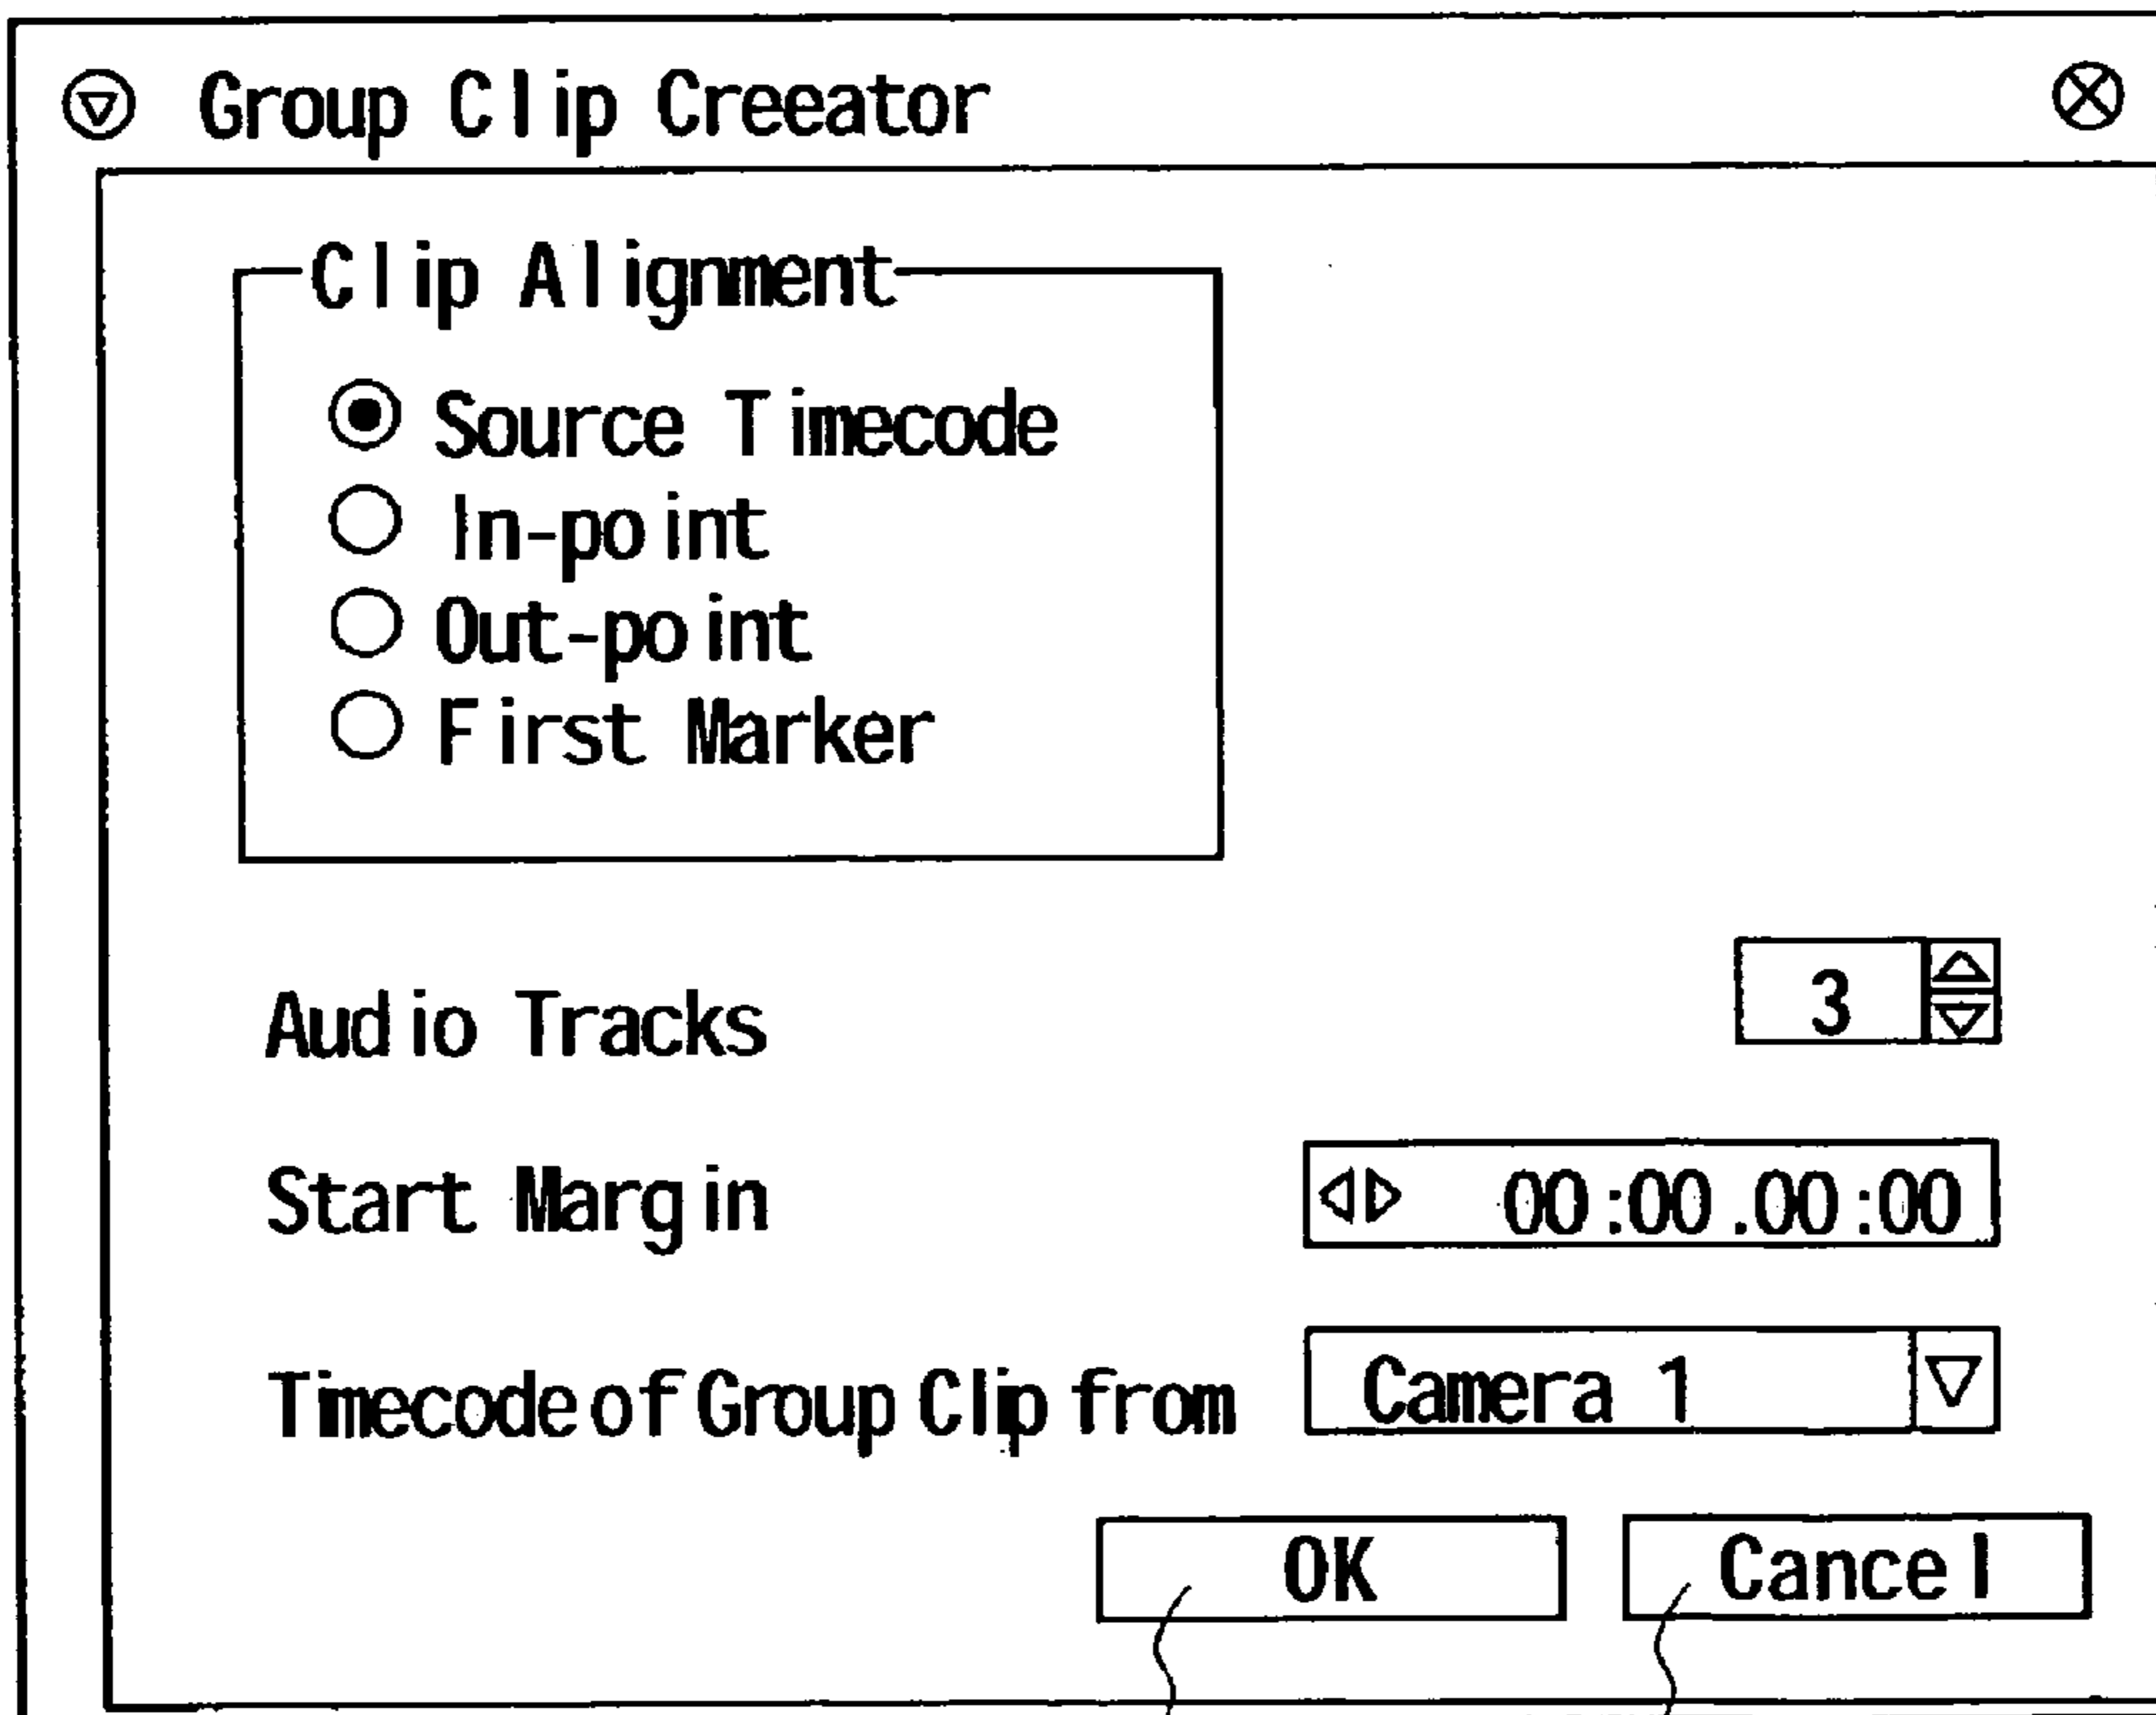 Group Clip Creeator
Clip Alignment
Source Timecode
In-point
Out-point
First Marker
Audio Tracks 3
Start Margin 00:00.00:00
Timecode of Group Clip from Camera 1
OK Cancel